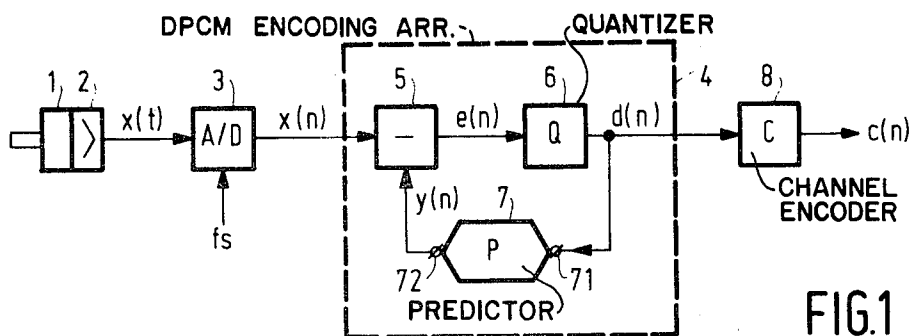 DPCM ENCODING ARR.
QUANTIZER
1 2 3 5 6 4 8
x(t) A/D x(n) — e(n) Q d(n) C c(n)
fs y(n) 7 CHANNEL
ENCODER
72 P 71
PREDICTOR
FIG.1